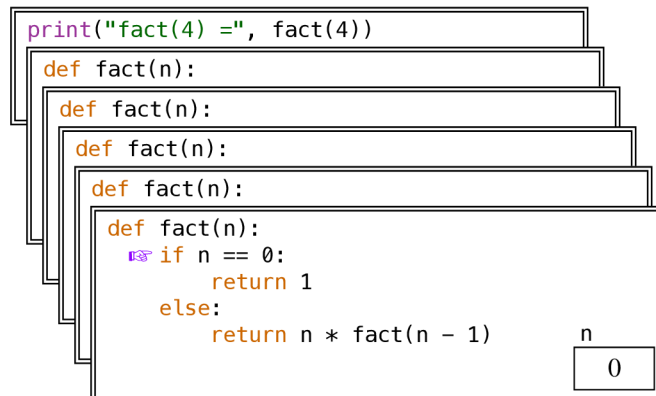 print("fact(4) =", fact(4))
def fact(n):
def fact(n):
def fact(n):
def fact(n):
def fact(n):
☞ if n == 0:
return 1
else:
return n * fact(n − 1)
n
0